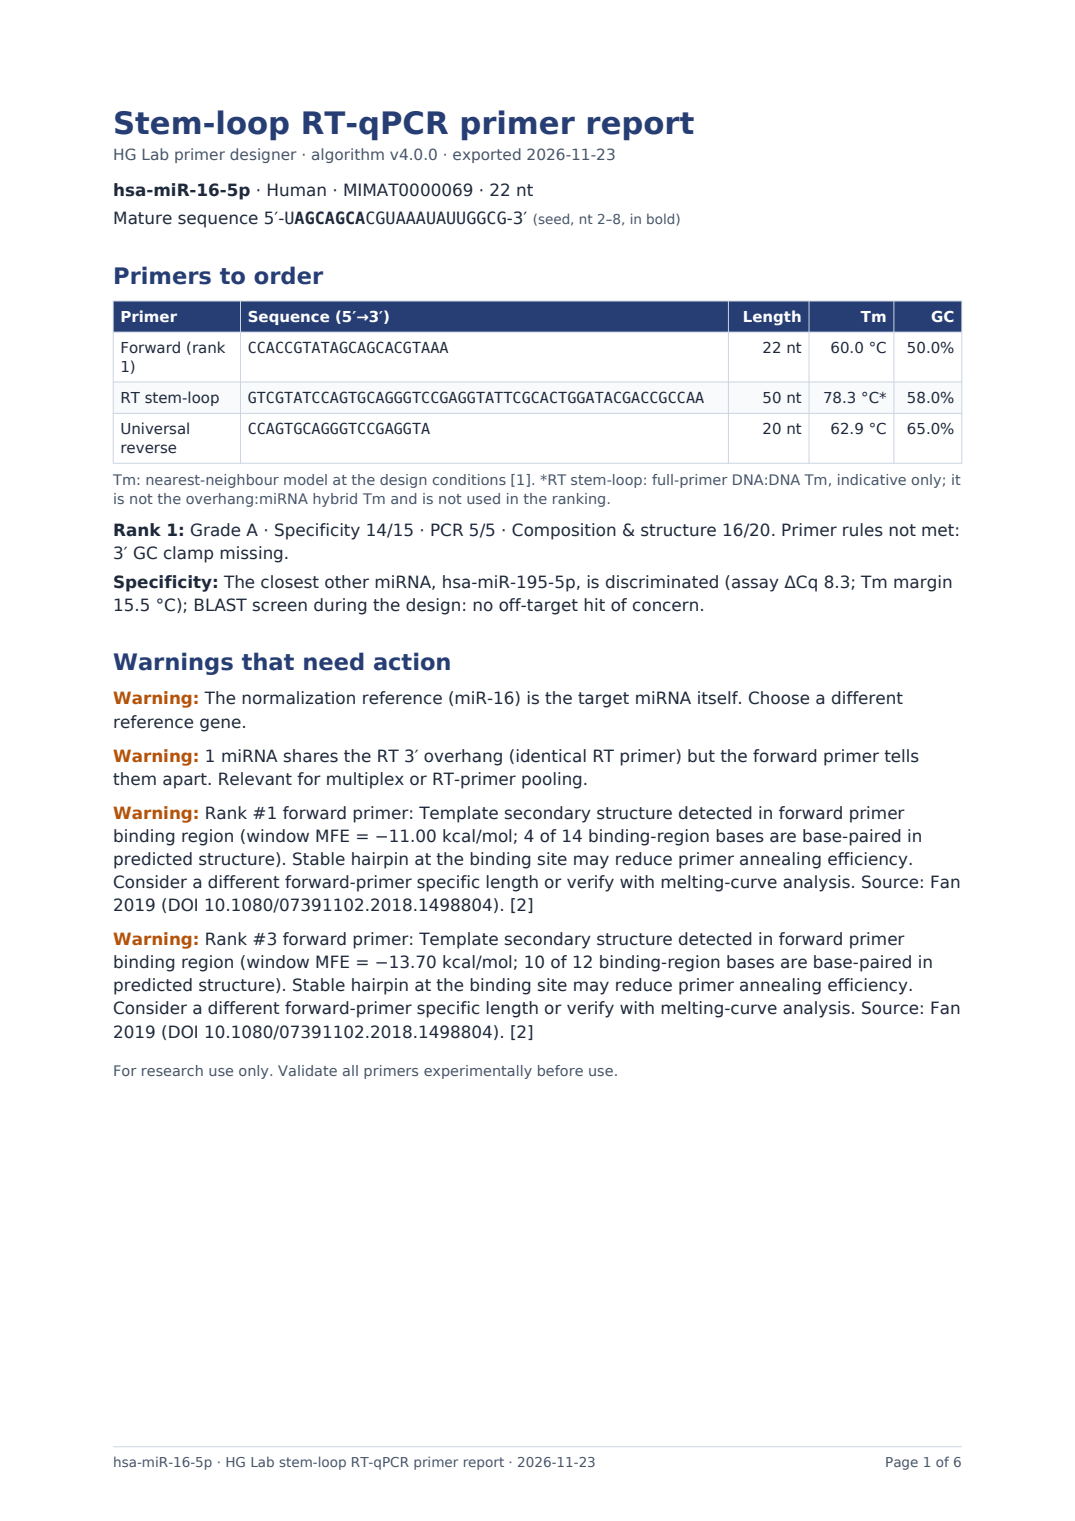 Stem-loop RT-qPCR primer report
HG Lab primer designer · algorithm v4.0.0 · exported 2026-11-23
hsa-miR-16-5p · Human · MIMAT0000069 · 22 nt
Mature sequence 5′-UAGCAGCACGUAAAUAUUGGCG-3′ (seed, nt 2–8, in bold)
Primers to order
Primer Sequence (5′→3′) Length Tm GC
Forward (rank CCACCGTATAGCAGCACGTAAA 22 nt 60.0 °C 50.0%
1)
RT stem-loop GTCGTATCCAGTGCAGGGTCCGAGGTATTCGCACTGGATACGACCGCCAA 50 nt 78.3 °C* 58.0%
Universal CCAGTGCAGGGTCCGAGGTA 20 nt 62.9 °C 65.0%
reverse
Tm: nearest-neighbour model at the design conditions [1]. *RT stem-loop: full-primer DNA:DNA Tm, indicative only; it
is not the overhang:miRNA hybrid Tm and is not used in the ranking.
Rank 1: Grade A · Specificity 14/15 · PCR 5/5 · Composition & structure 16/20. Primer rules not met:
3′ GC clamp missing.
Specificity: The closest other miRNA, hsa-miR-195-5p, is discriminated (assay ΔCq 8.3; Tm margin
15.5 °C); BLAST screen during the design: no off-target hit of concern.
Warnings that need action
Warning: The normalization reference (miR-16) is the target miRNA itself. Choose a different
reference gene.
Warning: 1 miRNA shares the RT 3′ overhang (identical RT primer) but the forward primer tells
them apart. Relevant for multiplex or RT-primer pooling.
Warning: Rank #1 forward primer: Template secondary structure detected in forward primer
binding region (window MFE = −11.00 kcal/mol; 4 of 14 binding-region bases are base-paired in
predicted structure). Stable hairpin at the binding site may reduce primer annealing efficiency.
Consider a different forward-primer specific length or verify with melting-curve analysis. Source: Fan
2019 (DOI 10.1080/07391102.2018.1498804). [2]
Warning: Rank #3 forward primer: Template secondary structure detected in forward primer
binding region (window MFE = −13.70 kcal/mol; 10 of 12 binding-region bases are base-paired in
predicted structure). Stable hairpin at the binding site may reduce primer annealing efficiency.
Consider a different forward-primer specific length or verify with melting-curve analysis. Source: Fan
2019 (DOI 10.1080/07391102.2018.1498804). [2]
For research use only. Validate all primers experimentally before use.
hsa-miR-16-5p · HG Lab stem-loop RT-qPCR primer report · 2026-11-23 Page 1 of 6